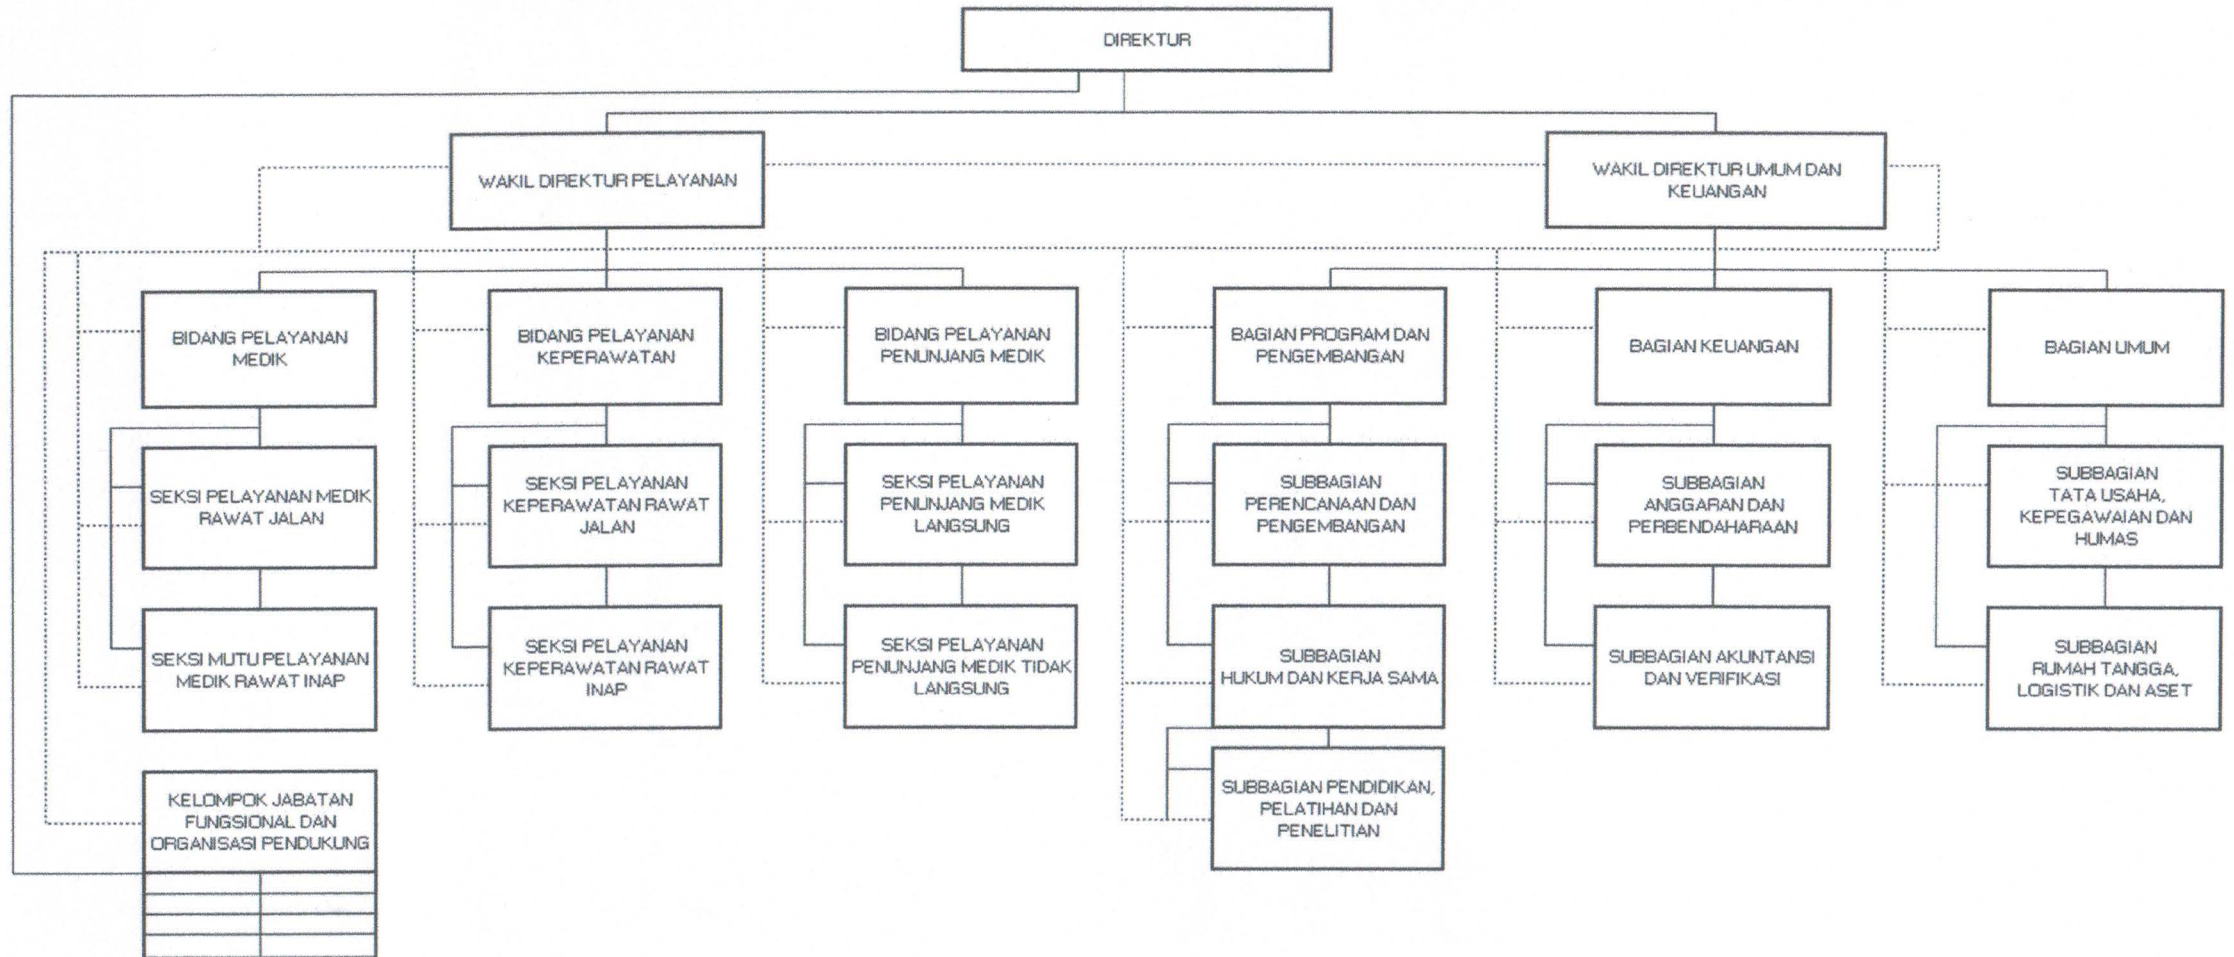 DIREKTUR
WAKIL DIREKTUR PELAYANAN
WAKIL DIREKTUR UMUM DAN
KEUANGAN
BIDANG PELAYANAN
MEDIK
BIDANG PELAYANAN
KEPERAWATAN
BIDANG PELAYANAN
PENUNJANG MEDIK
BAGIAN PROGRAM DAN
PENGEMBANGAN
BAGIAN KEUANGAN
BAGIAN UMUM
SEKSI PELAYANAN MEDIK
RAWAT JALAN
SEKSI PELAYANAN
KEPERAWATAN RAWAT
JALAN
SEKSI PELAYANAN
PENUNJANG MEDIK
LANGSUNG
SUBBAGIAN
PERENCANAAN DAN
PENGEMBANGAN
SUBBAGIAN
ANGGARAN DAN
PERBENDAHARAAN
SUBBAGIAN
TATA USAHA,
KEPEGAWAIAN DAN
HUMAS
SEKSI MUTU PELAYANAN
MEDIK RAWAT INAP
SEKSI PELAYANAN
KEPERAWATAN RAWAT
INAP
SEKSI PELAYANAN
PENUNJANG MEDIK TIDAK
LANGSUNG
SUBBAGIAN
HUKUM DAN KERJA SAMA
SUBBAGIAN AKUNTANSI
DAN VERIFIKASI
SUBBAGIAN
RUMAH TANGGA,
LOGISTIK DAN ASET
KELOMPOK JABATAN
FUNGSIONAL DAN
ORGANISASI PENDUKUNG
SUBBAGIAN PENDIDIKAN,
PELATIHAN DAN
PENELITIAN